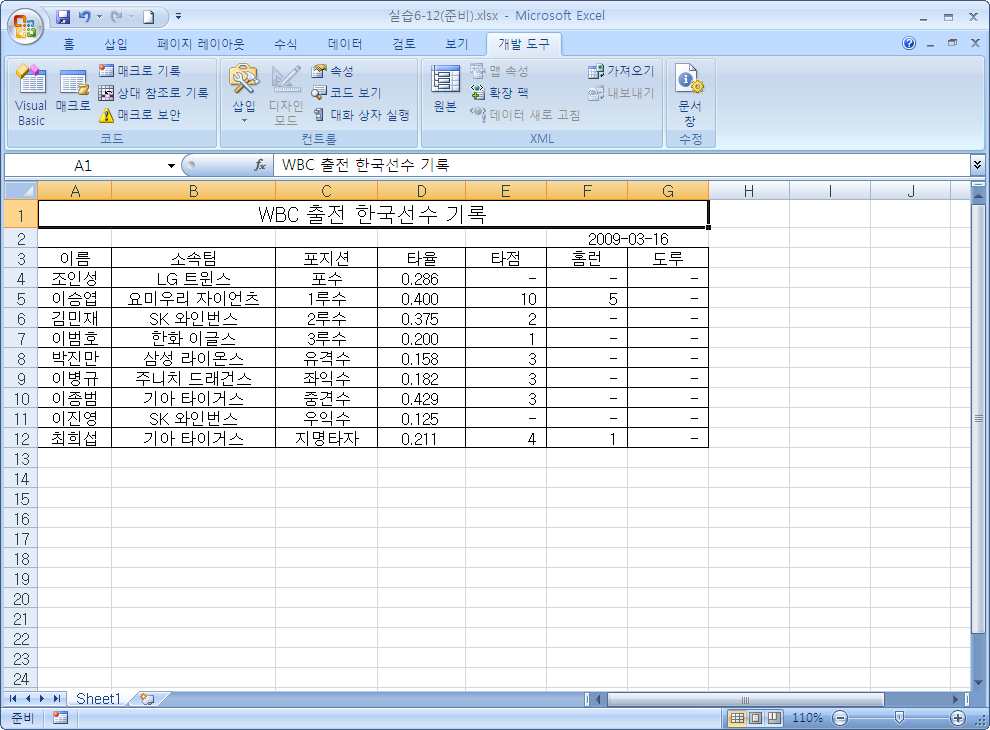 실습6-12(준비).xlsx - Microsoft Excel
홈 삽입 페이지 레이아웃 수식 데이터 검토 보기 개발 도구
Visual Basic 매크로 매크로 기록 상대 참조로 기록 매크로 보안
삽입 디자인 모드 속성 코드 보기 대화 상자 실행
원본 맵 속성 확장 팩 데이터 새로 고침 가져오기 내보내기
문서 창
코드 컨트롤 XML 수정
A1 fx WBC 출전 한국선수 기록
A B C D E F G H I J
1 WBC 출전 한국선수 기록
2 2009-03-16
3 이름 소속팀 포지션 타율 타점 홈런 도루
4 조인성 LG 트윈스 포수 0.286 - - -
5 이승엽 요미우리 자이언츠 1루수 0.400 10 5 -
6 김민재 SK 와인번스 2루수 0.375 2 - -
7 이범호 한화 이글스 3루수 0.200 1 - -
8 박진만 삼성 라이온스 유격수 0.158 3 - -
9 이병규 주니치 드래건스 좌익수 0.182 3 - -
10 이종범 기아 타이거스 중견수 0.429 3 - -
11 이진영 SK 와인번스 우익수 0.125 - - -
12 최희섭 기아 타이거스 지명타자 0.211 4 1 -
13
14
15
16
17
18
19
20
21
22
23
24
Sheet1
준비 110%